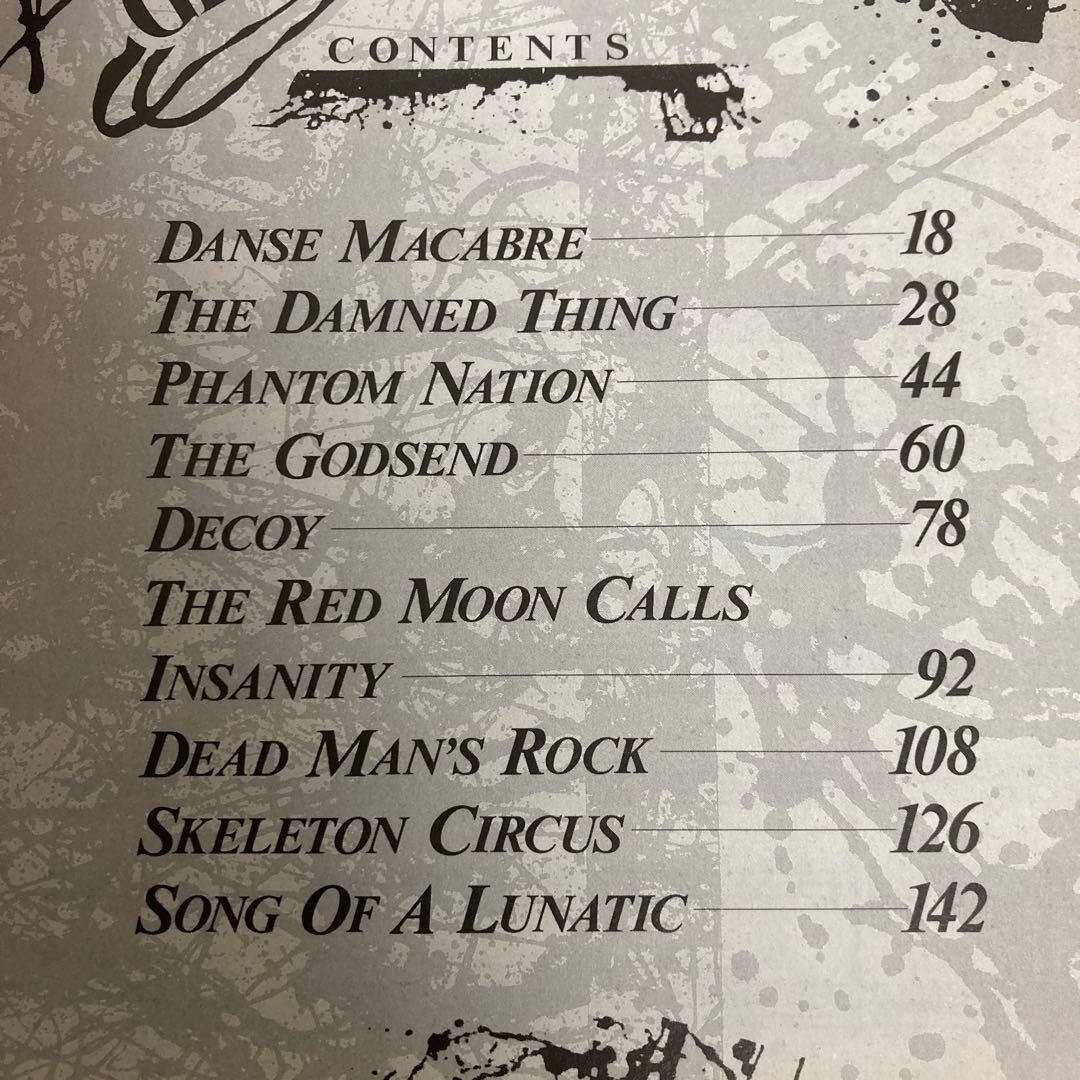 CONTENTS
DANSE MACABRE 18
THE DAMNED THING 28
PHANTOM NATION 44
THE GODSEND 60
DECOY 78
THE RED MOON CALLS
INSANITY 92
DEAD MAN'S ROCK 108
SKELETON CIRCUS 126
SONG OF A LUNATIC 142